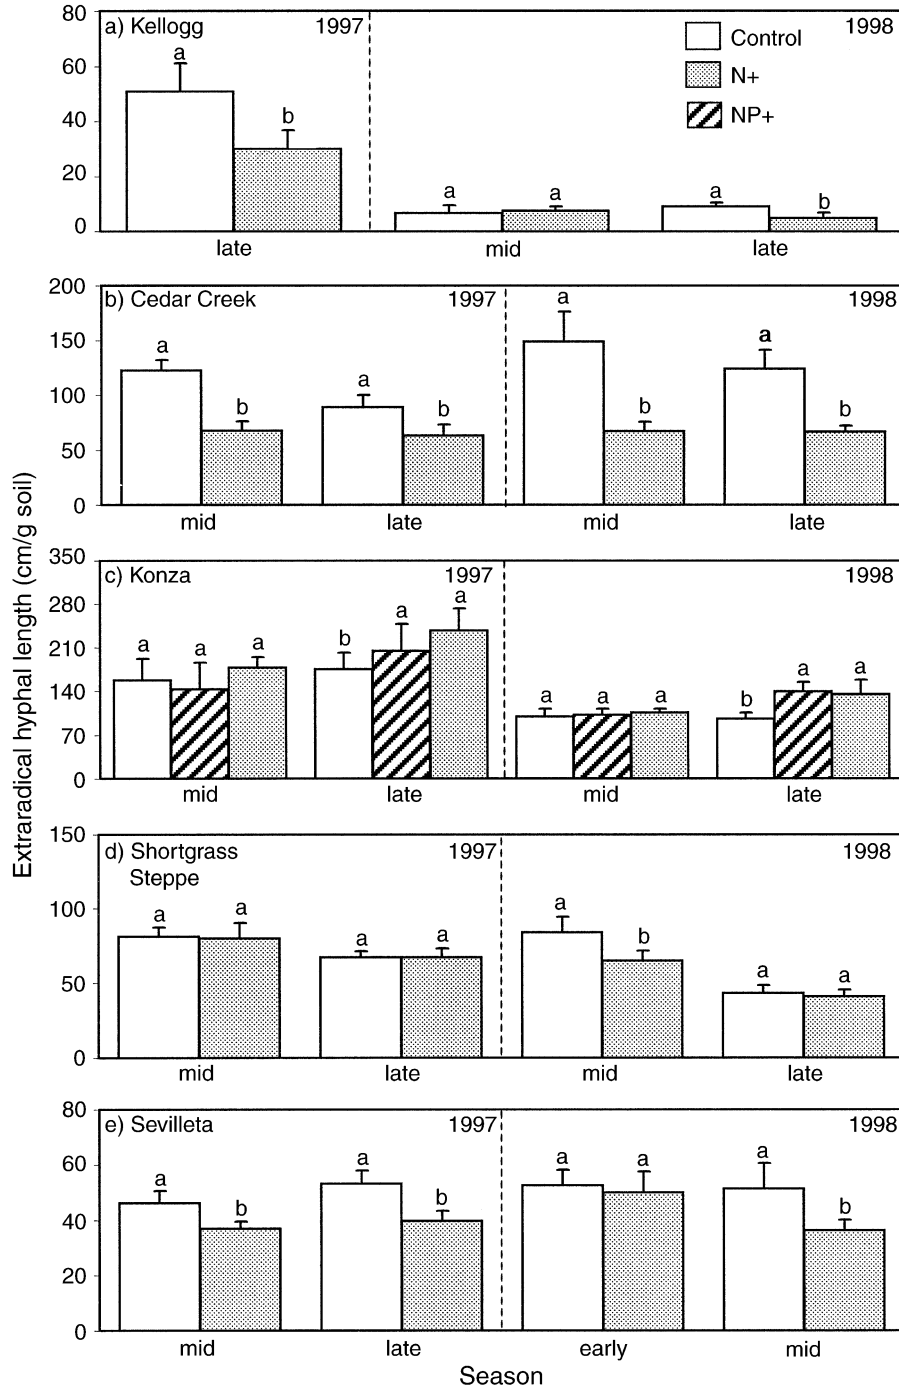 a) Kellogg 1997 1998
Control
N+
NP+
80
60
40
20
0
a b a a a b
late mid late
b) Cedar Creek 1997 1998
200
150
100
50
0
a b a b a b a b
mid late mid late
c) Konza 1997 1998
350
280
210
140
70
0
a a a b a a a a a b a a
mid late mid late
d) Shortgrass 1997 1998
Steppe
150
100
50
0
a a a a a b a a
mid late mid late
e) Sevilleta 1997 1998
80
60
40
20
0
a b a b a a a b
mid late early mid
Season
Extraradical hyphal length (cm/g soil)